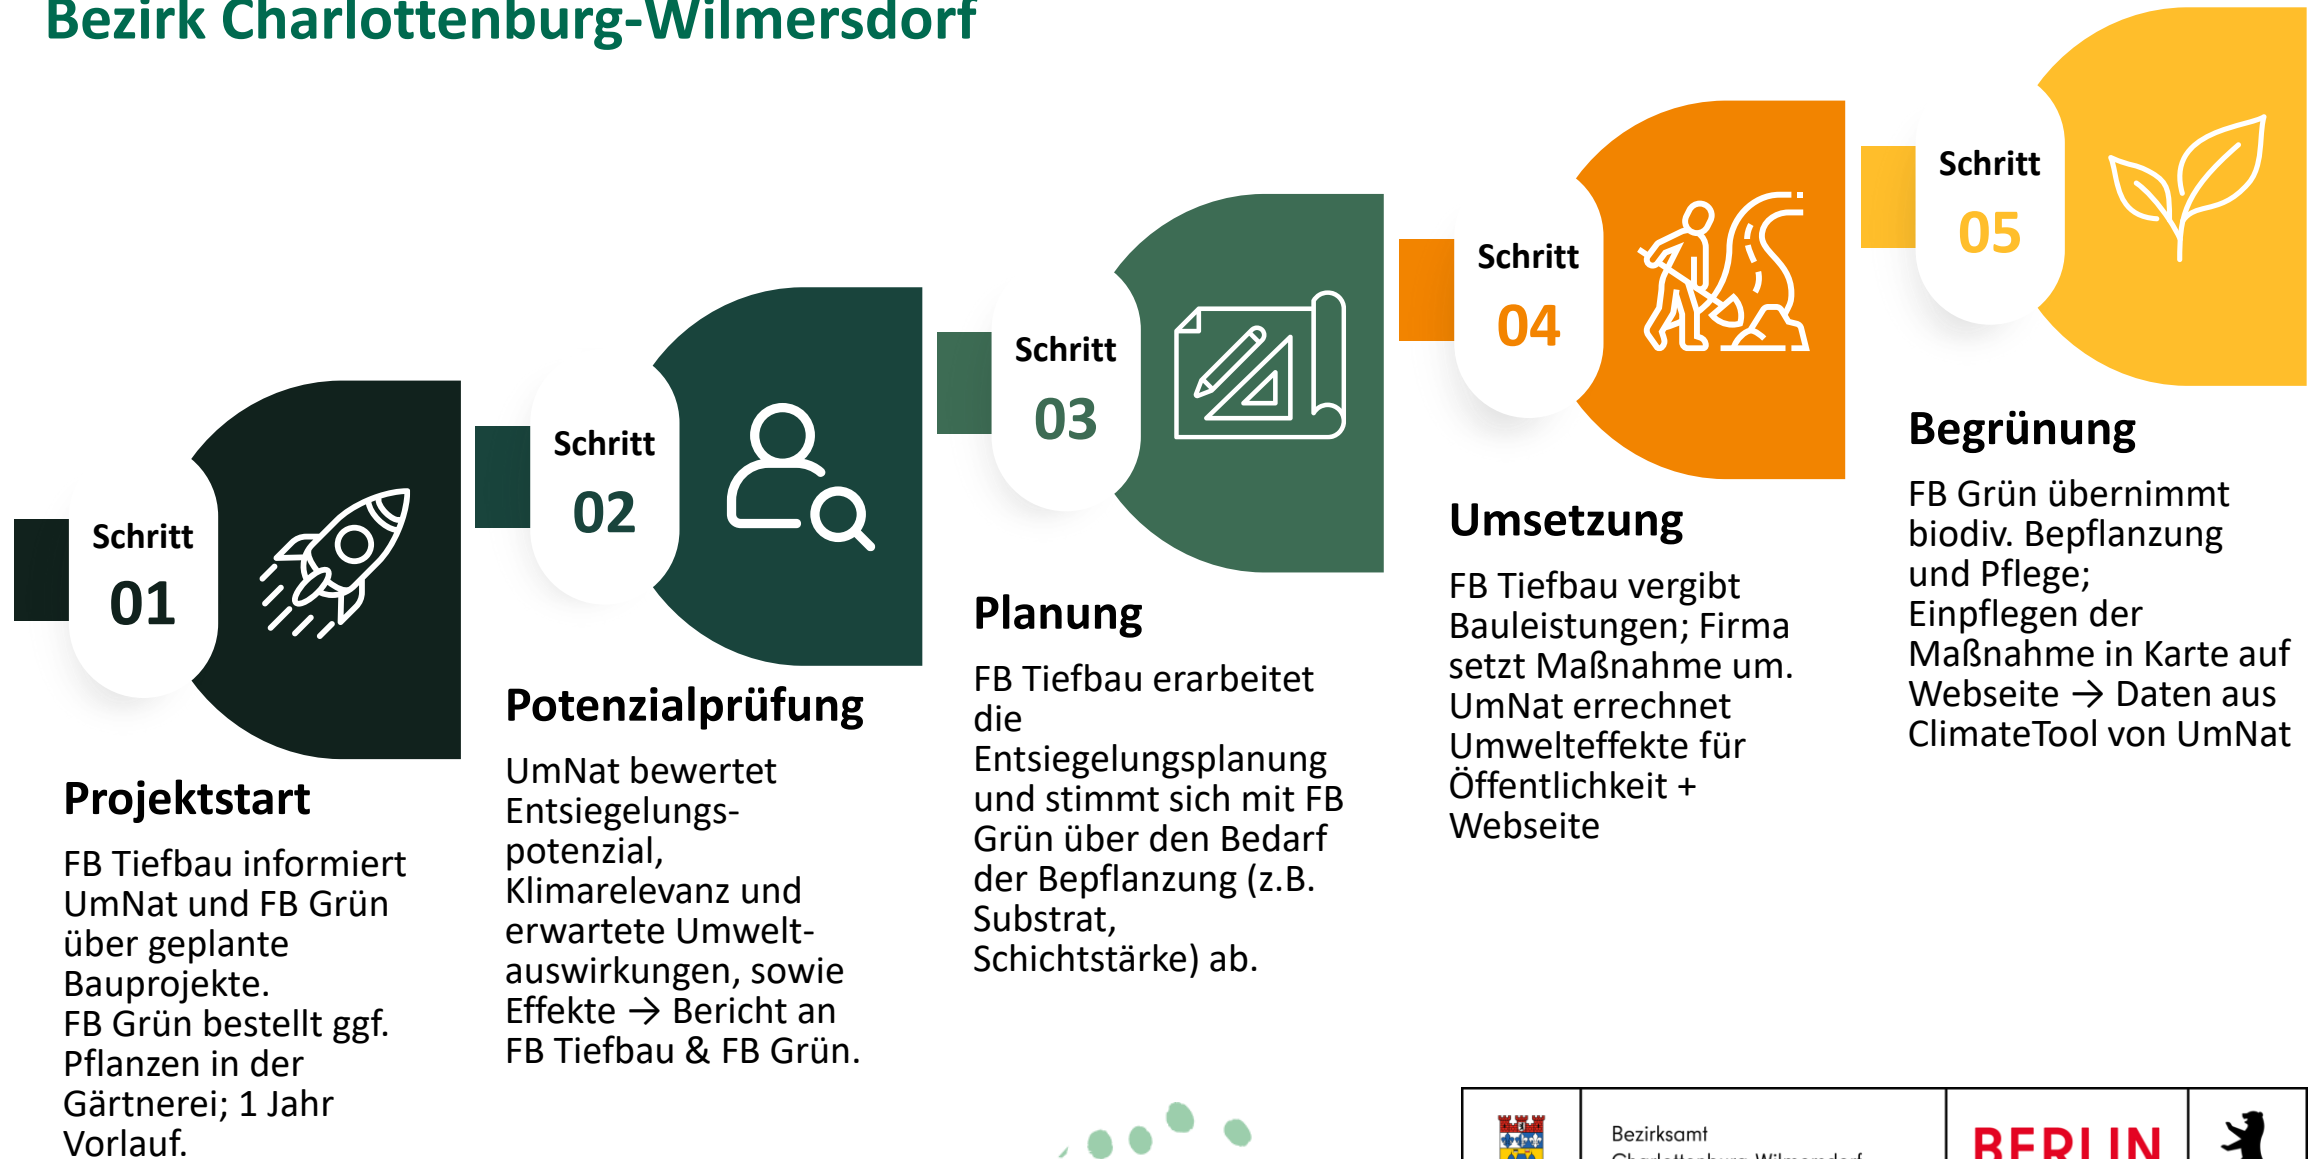 Bezirk Charlottenburg-Wilmersdorf
Schritt
01
Projektstart
FB Tiefbau informiert
UmNat und FB Grün
über geplante
Bauprojekte.
FB Grün bestellt ggf.
Pflanzen in der
Gärtnerei; 1 Jahr
Vorlauf.
Schritt
02
Potenzialprüfung
UmNat bewertet
Entsiegelungs-
potenzial,
Klimarelevanz und
erwartete Umwelt-
auswirkungen, sowie
Effekte → Bericht an
FB Tiefbau & FB Grün.
Schritt
03
Planung
FB Tiefbau erarbeitet
die
Entsiegelungsplanung
und stimmt sich mit FB
Grün über den Bedarf
der Bepflanzung (z.B.
Substrat,
Schichtstärke) ab.
Schritt
04
Umsetzung
FB Tiefbau vergibt
Bauleistungen; Firma
setzt Maßnahme um.
UmNat errechnet
Umwelteffekte für
Öffentlichkeit +
Webseite
Schritt
05
Begrünung
FB Grün übernimmt
biodiv. Bepflanzung
und Pflege;
Einpflegen der
Maßnahme in Karte auf
Webseite → Daten aus
ClimateTool von UmNat
Bezirksamt
Charlottenburg-Wilmersdorf
BERLIN